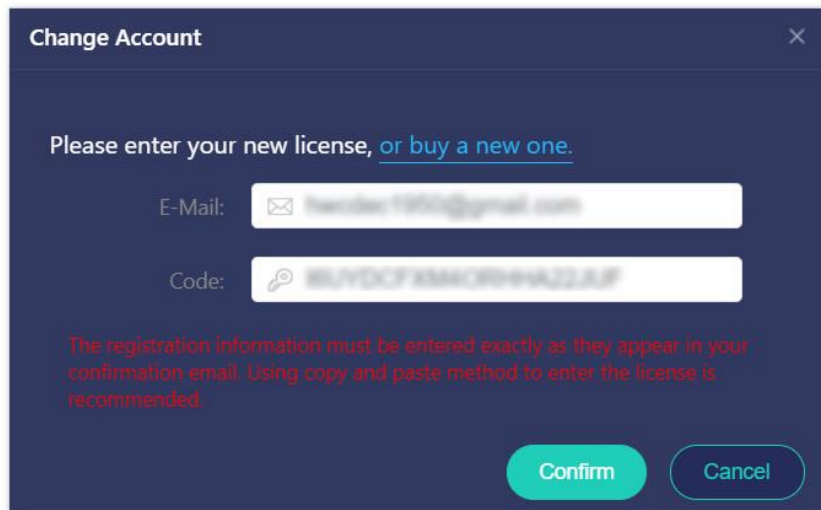 Change Account
Please enter your new license, or buy a new one.
E-Mail:
Code:
The registration information must be entered exactly as they appear in your
confirmation email. Using copy and paste method to enter the license is
recommended.
Confirm Cancel